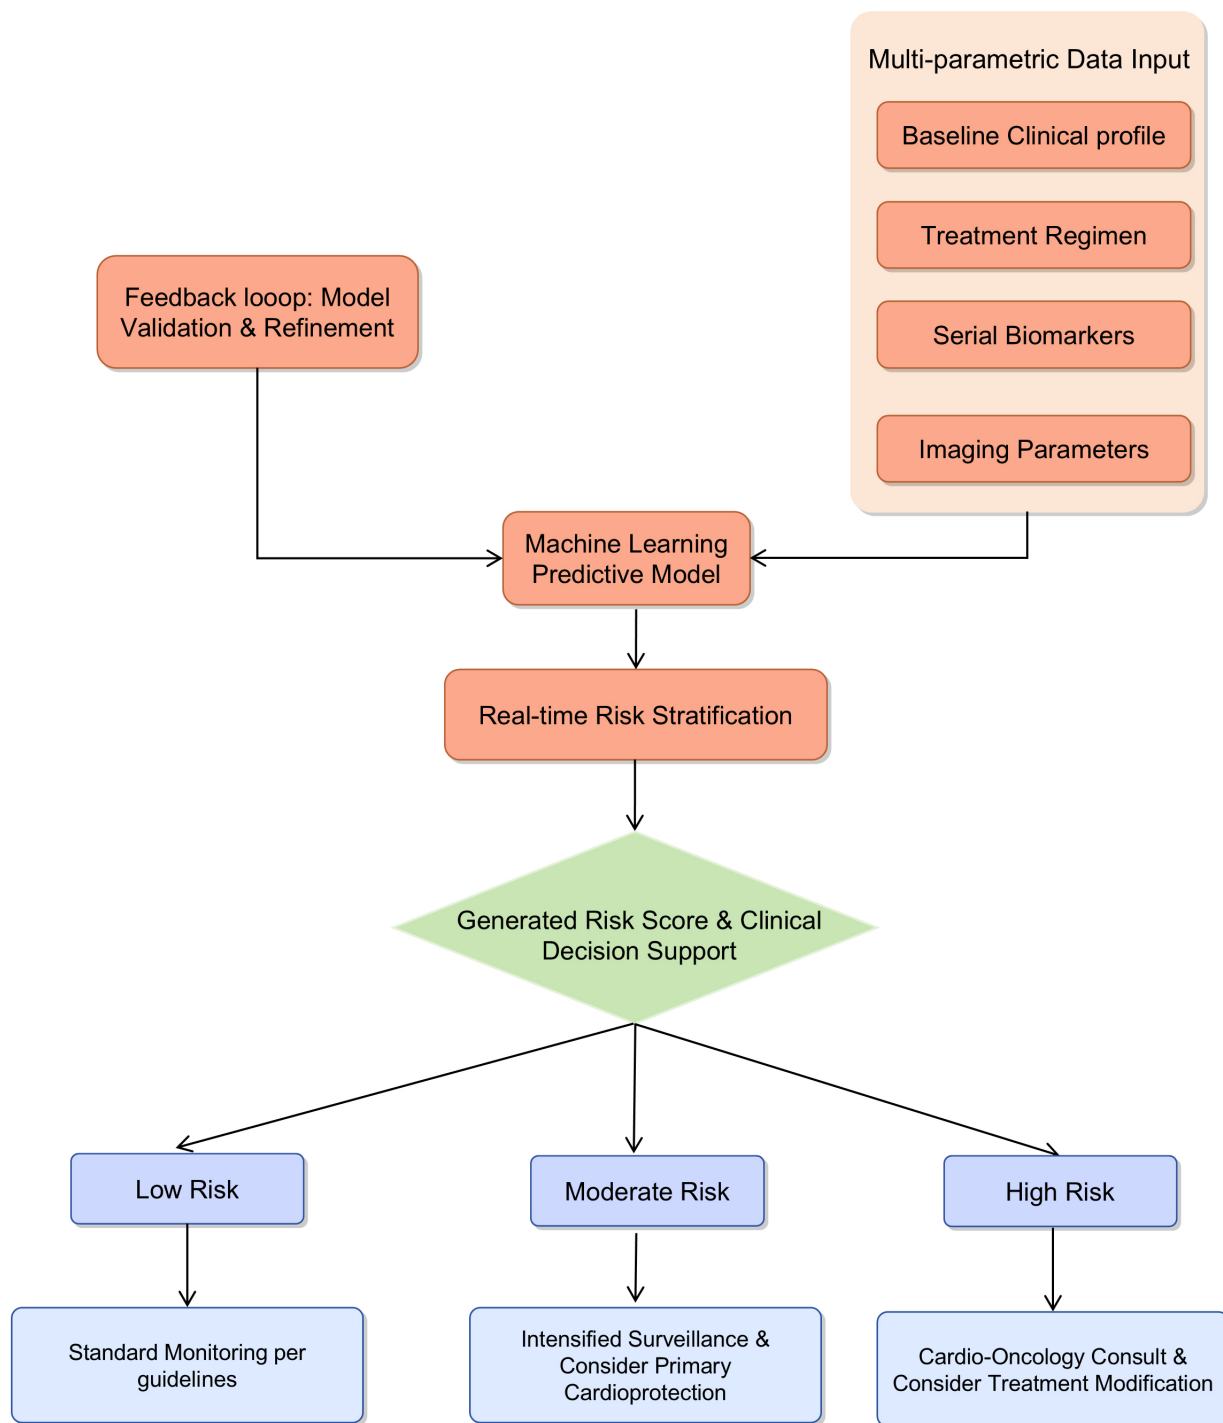 Multi-parametric Data Input
Baseline Clinical profile
Treatment Regimen
Serial Biomarkers
Imaging Parameters
Feedback looop: Model
Validation & Refinement
Machine Learning
Predictive Model
Real-time Risk Stratification
Generated Risk Score & Clinical
Decision Support
Low Risk
Moderate Risk
High Risk
Standard Monitoring per
guidelines
Intensified Surveillance &
Consider Primary
Cardioprotection
Cardio-Oncology Consult &
Consider Treatment Modification